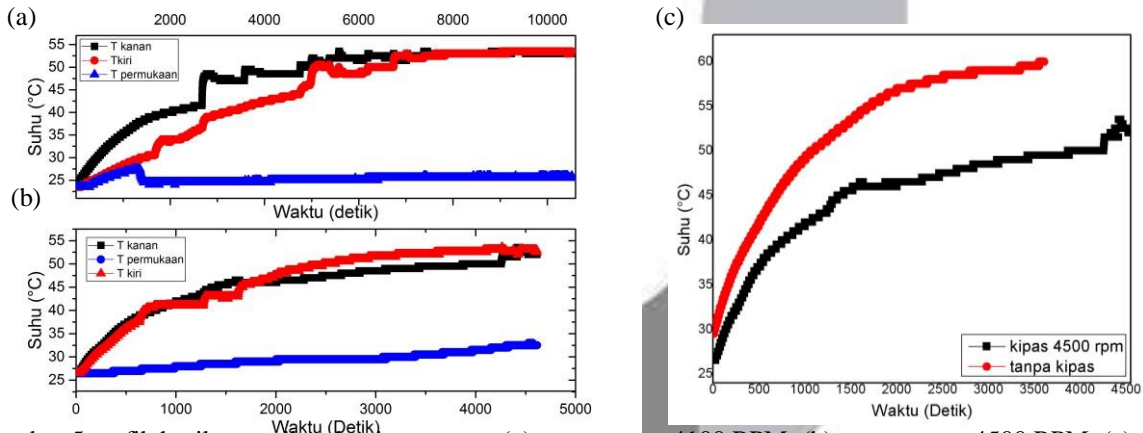 (a)
2000 4000 6000 8000 10000
Suhu (°C)
55
50
45
40
35
30
25
T kanan
Tkiri
T permukaan
Waktu (detik)
(b)
Suhu (°C)
55
50
45
40
35
30
25
T kanan
T permukaan
T kiri
0 1000 2000 3000 4000 5000
Waktu (Detik)
(c)
Suhu (°C)
60
55
50
45
40
35
30
25
kipas 4500 rpm
tanpa kipas
0 500 1000 1500 2000 2500 3000 3500 4000 4500
Waktu (Detik)